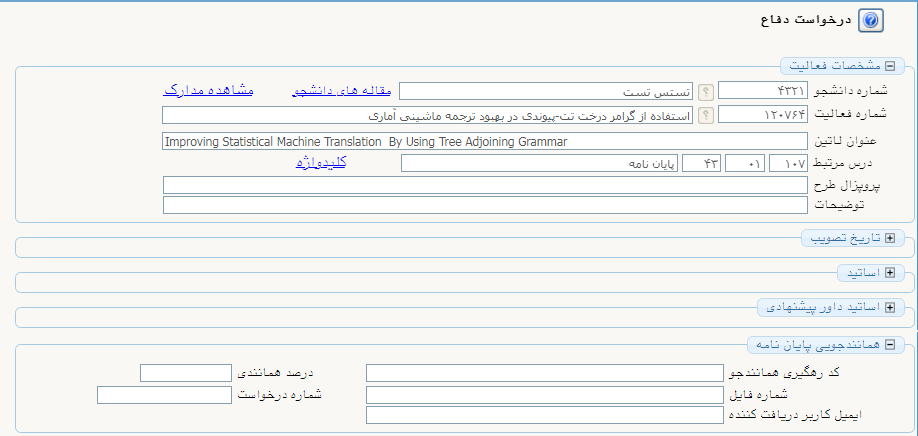 درخواست دفاع
مشخصات فعالیت
شماره دانشجو ۴۳۲۱ ? تستس تست مقاله های دانشجو مشاهده مدارک
شماره فعالیت ۱۲۰۷۶۴ ? استفاده از گرامر درخت تت-پیوندی در بهبود ترجمه ماشینی آماری
عنوان لاتین Improving Statistical Machine Translation By Using Tree Adjoining Grammar
درس مرتبط ۱۰۷ ۰۱ ۴۳ پایان نامه کلیدواژه
پروپزال طرح
توضیحات
تاریخ تصویب
اساتید
اساتید داور پیشنهادی
همانندجویی پایان نامه
کد رهگیری همانندجو درصد همانندی
شماره فایل شماره درخواست
ایمیل کاربر دریافت کننده